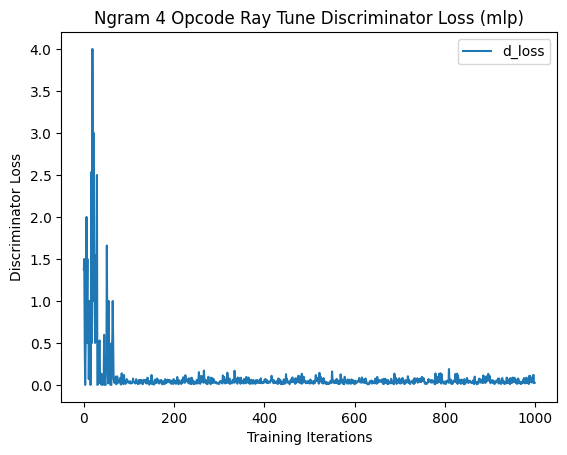 Ngram 4 Opcode Ray Tune Discriminator Loss (mlp)
d_loss
4.0
3.5
3.0
2.5
2.0
1.5
1.0
0.5
0.0
Discriminator Loss
0 200 400 600 800 1000
Training Iterations